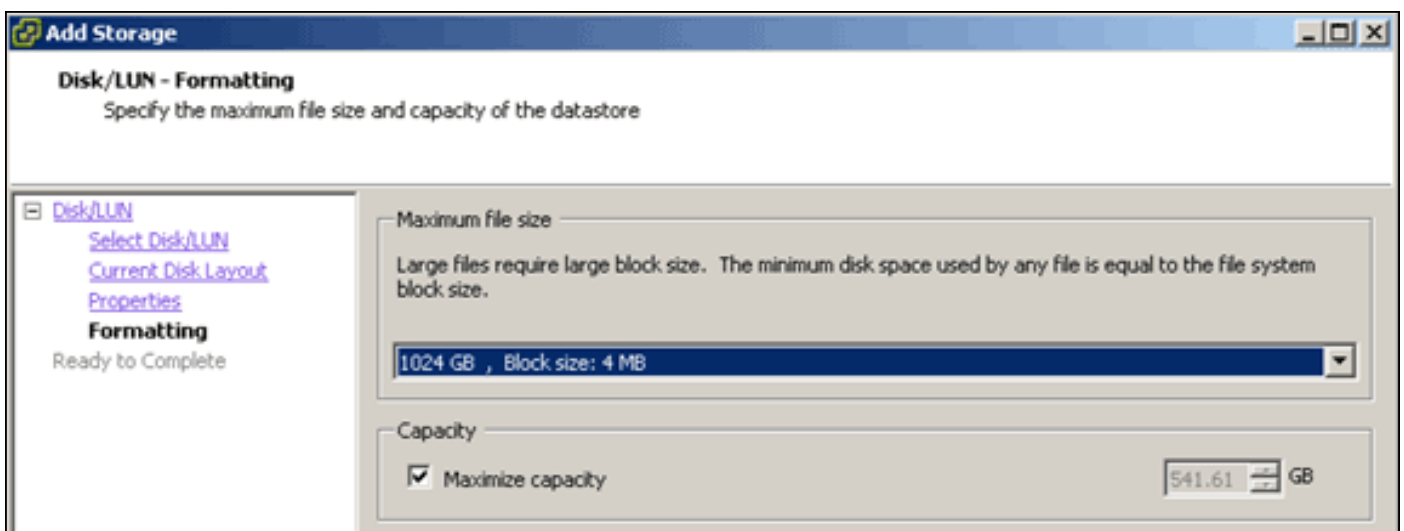 Add Storage
Disk/LUN - Formatting
Specify the maximum file size and capacity of the datastore
Disk/LUN
Select Disk/LUN
Current Disk Layout
Properties
Formatting
Ready to Complete
Maximum file size
Large files require large block size. The minimum disk space used by any file is equal to the file system
block size.
1024 GB , Block size: 4 MB
Capacity
Maximize capacity
541.61 GB